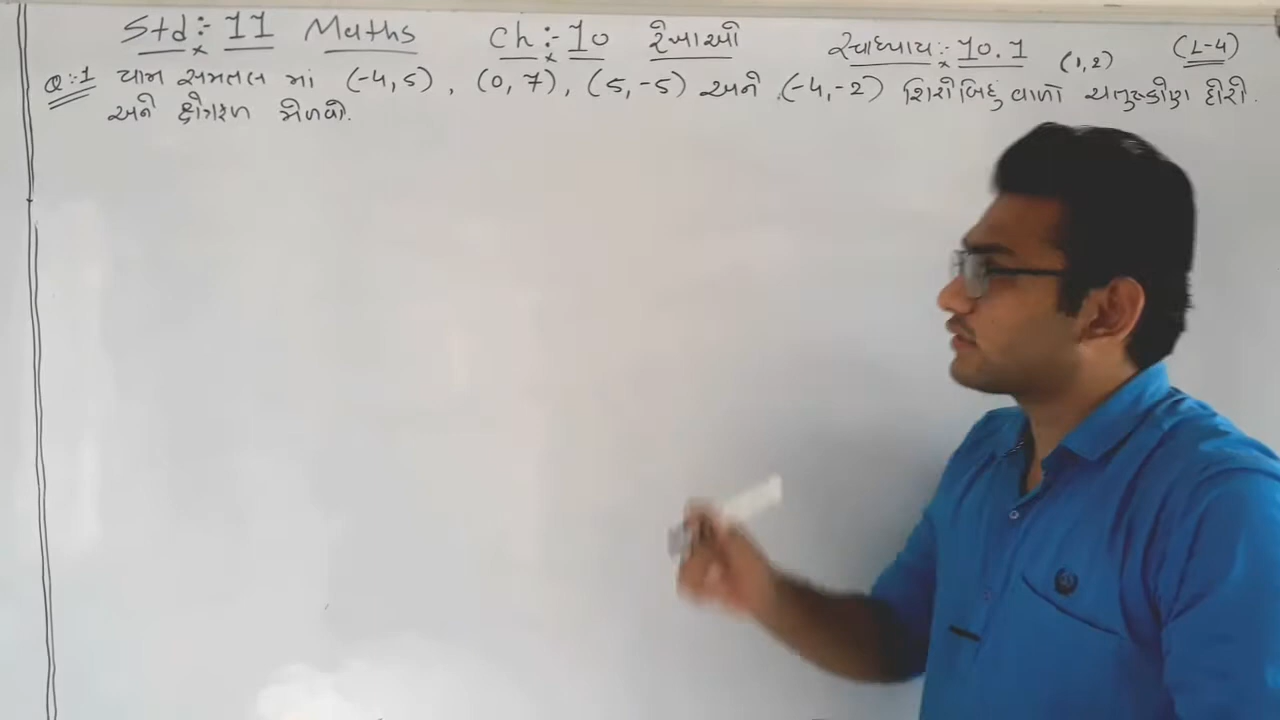 Std :- 11 Maths Ch :- 10 રેખાઓ સ્વાધ્યાય :- 10.1 (1,2) (L-4)
Q:1 યામ સમતલ માં (-4,5), (0,7), (5,-5) અને (-4,-2) શિરોબિંદુ વાળો ચતુષ્કોણ દોરો.
અને ક્ષેત્રફળ મેળવો.